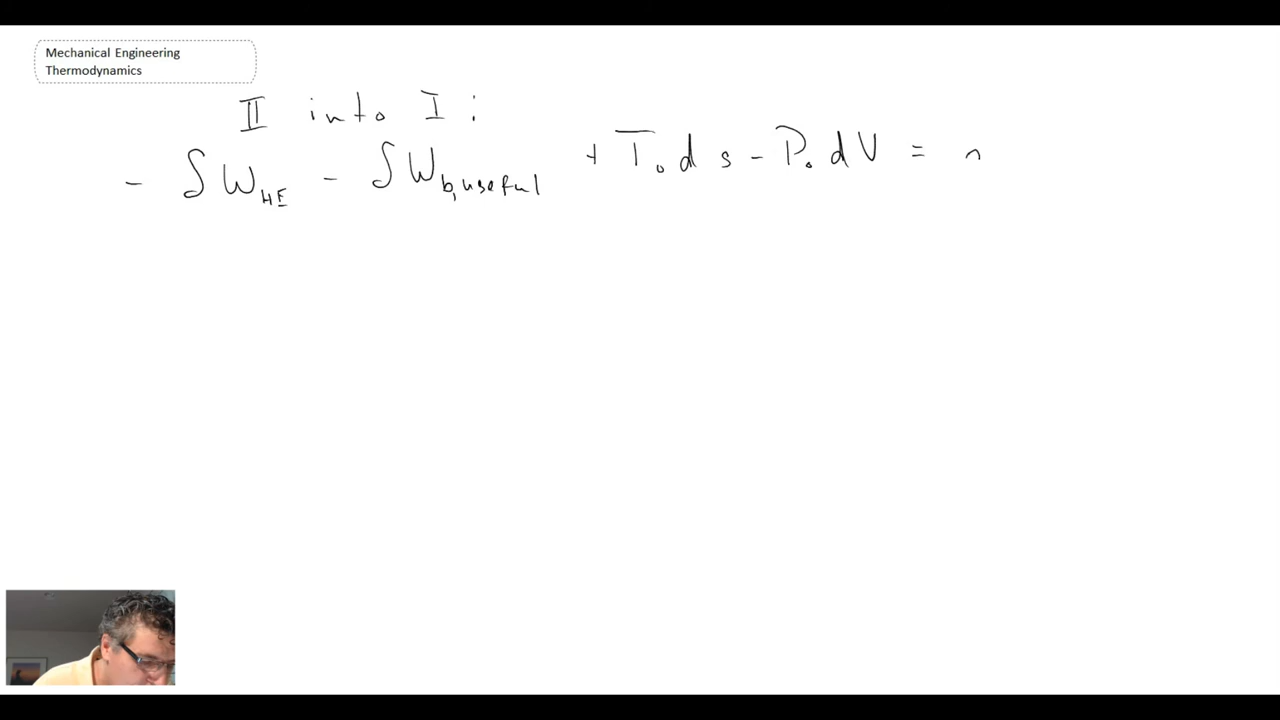 Mechanical Engineering
Thermodynamics
II into I :
- δW_HE - δW_b,useful + T₀ds - P₀dV =